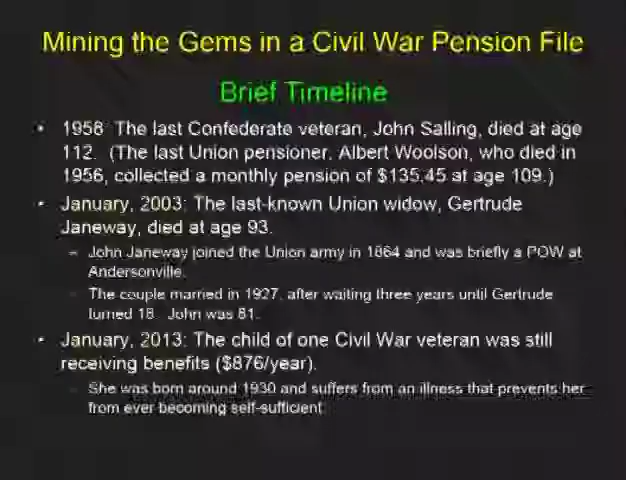 Mining the Gems in a Civil War Pension File
Brief Timeline
• 1958 The last Confederate veteran, John Salling, died at age
112. (The last Union pensioner, Albert Woolson, who died in
1956, collected a monthly pension of $135.45 at age 109.)
• January, 2003: The last-known Union widow, Gertrude
Janeway, died at age 93.
– John Janeway joined the Union army in 1864 and was briefly a POW at
Andersonville.
– The couple married in 1927, after waiting three years until Gertrude
turned 18. John was 81.
• January, 2013: The child of one Civil War veteran was still
receiving benefits ($876/year).
– She was born around 1930 and suffers from an illness that prevents her
from ever becoming self-sufficient